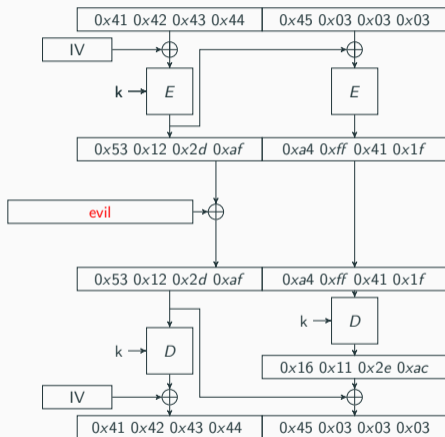 0x41 0x42 0x43 0x44 0x45 0x03 0x03 0x03
IV
k E E
0x53 0x12 0x2d 0xaf 0xa4 0xff 0x41 0x1f
evil
0x53 0x12 0x2d 0xaf 0xa4 0xff 0x41 0x1f
k D
k D
0x16 0x11 0x2e 0xac
IV
0x41 0x42 0x43 0x44 0x45 0x03 0x03 0x03